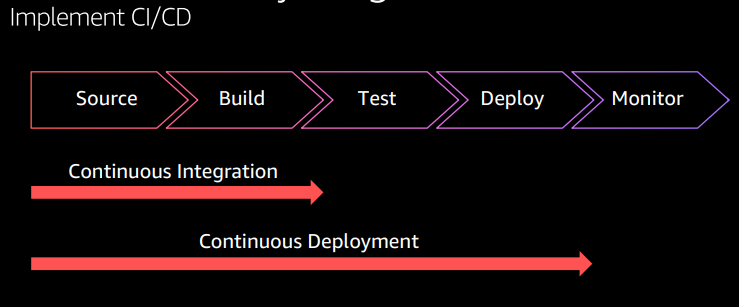 Implement CI/CD
Source
Build
Test
Deploy
Monitor
Continuous Integration
Continuous Deployment